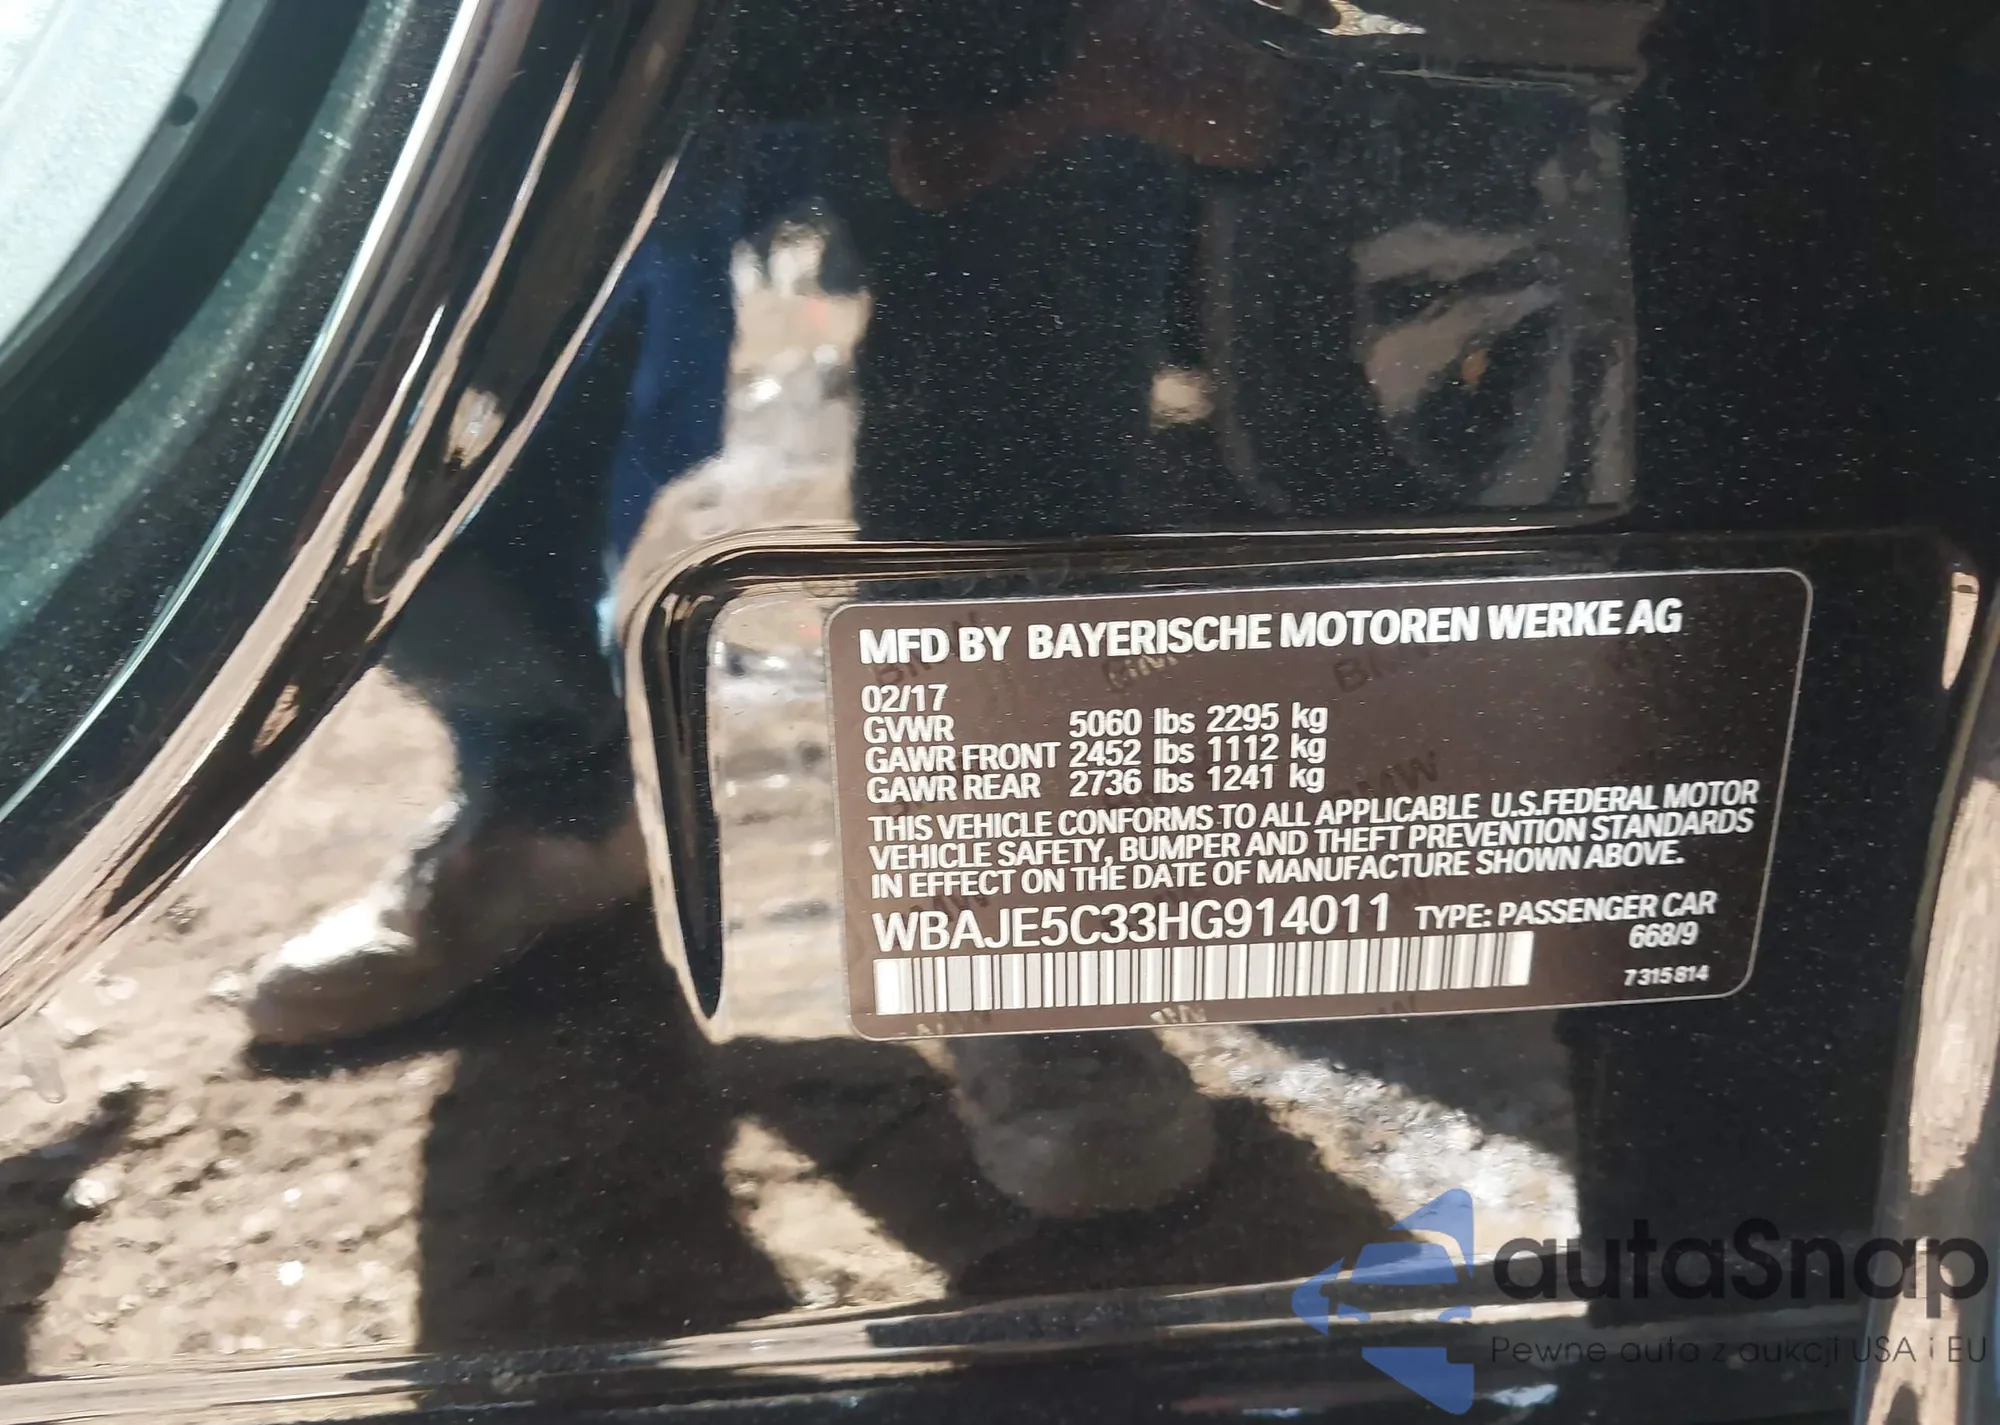 MFD BY BAYERISCHE MOTOREN WERKE AG
02/17
GVWR 5060 lbs 2295 kg
GAWR FRONT 2452 lbs 1112 kg
GAWR REAR 2736 lbs 1241 kg
THIS VEHICLE CONFORMS TO ALL APPLICABLE U.S.FEDERAL MOTOR
VEHICLE SAFETY, BUMPER AND THEFT PREVENTION STANDARDS
IN EFFECT ON THE DATE OF MANUFACTURE SHOWN ABOVE.
WBAJE5C33HG914011 TYPE: PASSENGER CAR
668/9
7 315 814
autaSnap
Pewne auta z aukcji USA i EU